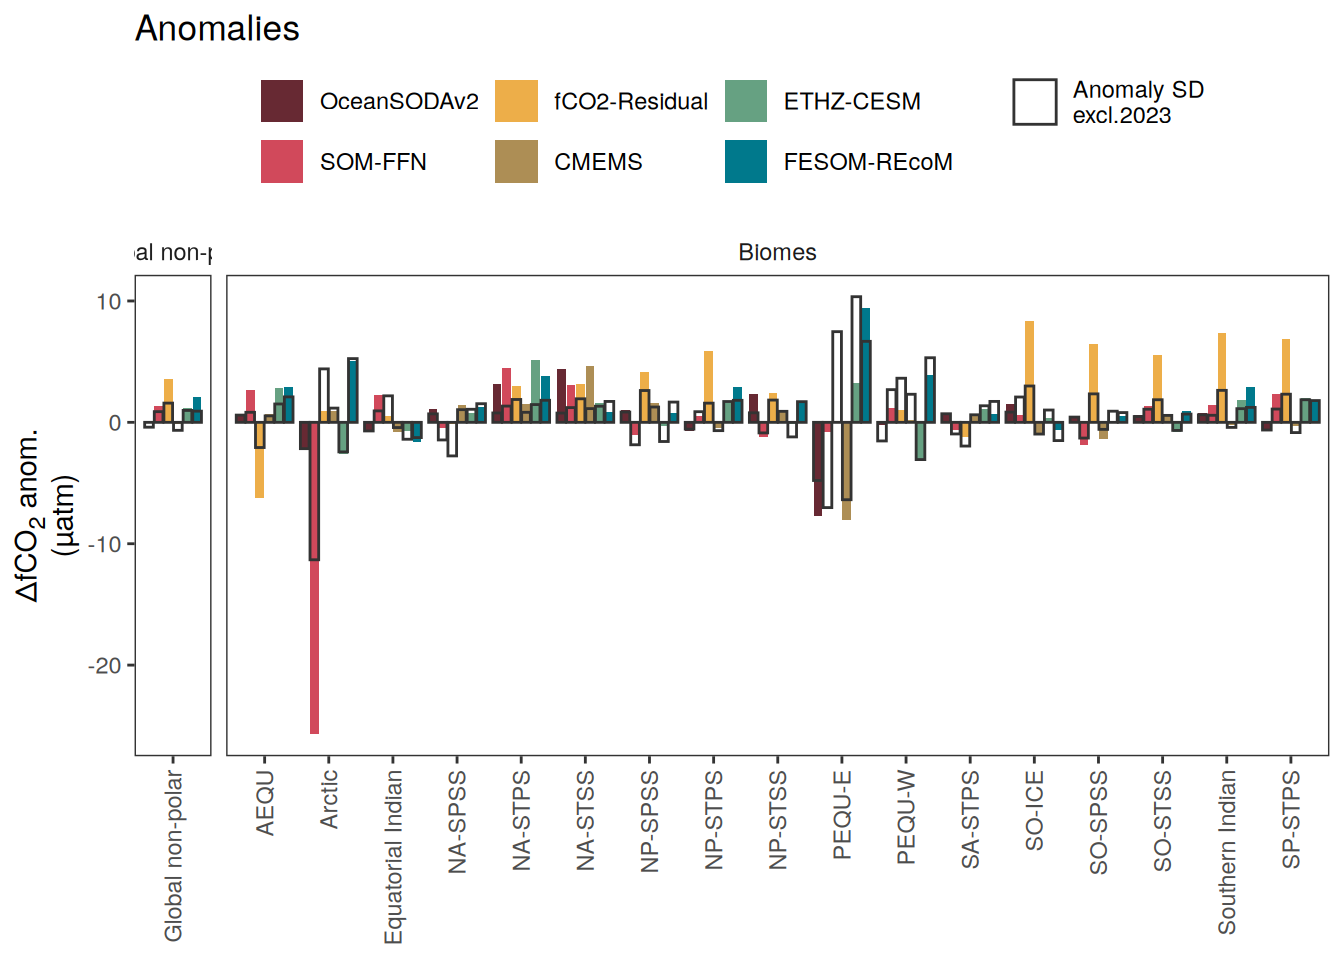 Anomalies
OceanSODAv2
fCO2-Residual
ETHZ-CESM
Anomaly SD
excl.2023
SOM-FFN
CMEMS
FESOM-REcoM
al non-p
Biomes
10
0
-10
-20
ΔfCO₂ anom.
(µatm)
Global non-polar
AEQU
Arctic
Equatorial Indian
NA-SPSS
NA-STPS
NA-STSS
NP-SPSS
NP-STPS
NP-STSS
PEQU-E
PEQU-W
SA-STPS
SO-ICE
SO-SPSS
SO-STSS
Southern Indian
SP-STPS